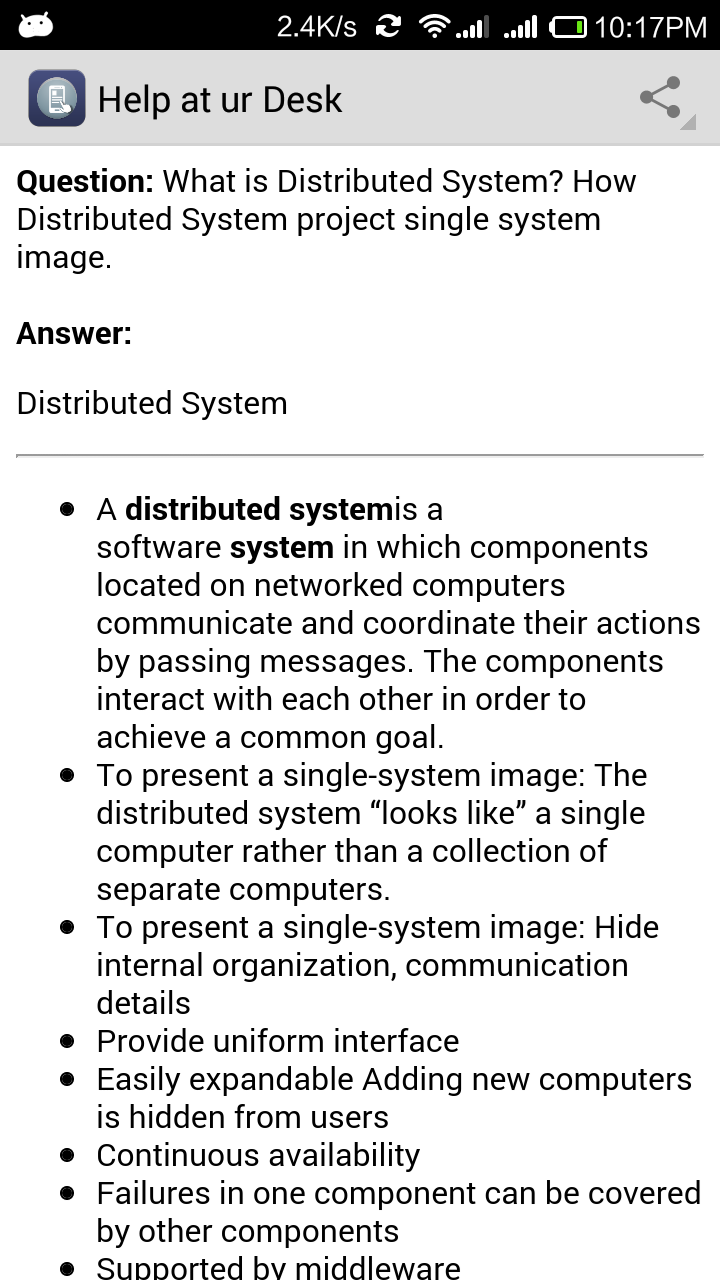 2.4K/s 10:17PM
Help at ur Desk
Question: What is Distributed System? How
Distributed System project single system
image.
Answer:
Distributed System
A distributed systemis a
software system in which components
located on networked computers
communicate and coordinate their actions
by passing messages. The components
interact with each other in order to
achieve a common goal.
To present a single-system image: The
distributed system “looks like” a single
computer rather than a collection of
separate computers.
To present a single-system image: Hide
internal organization, communication
details
Provide uniform interface
Easily expandable Adding new computers
is hidden from users
Continuous availability
Failures in one component can be covered
by other components
Supported by middleware